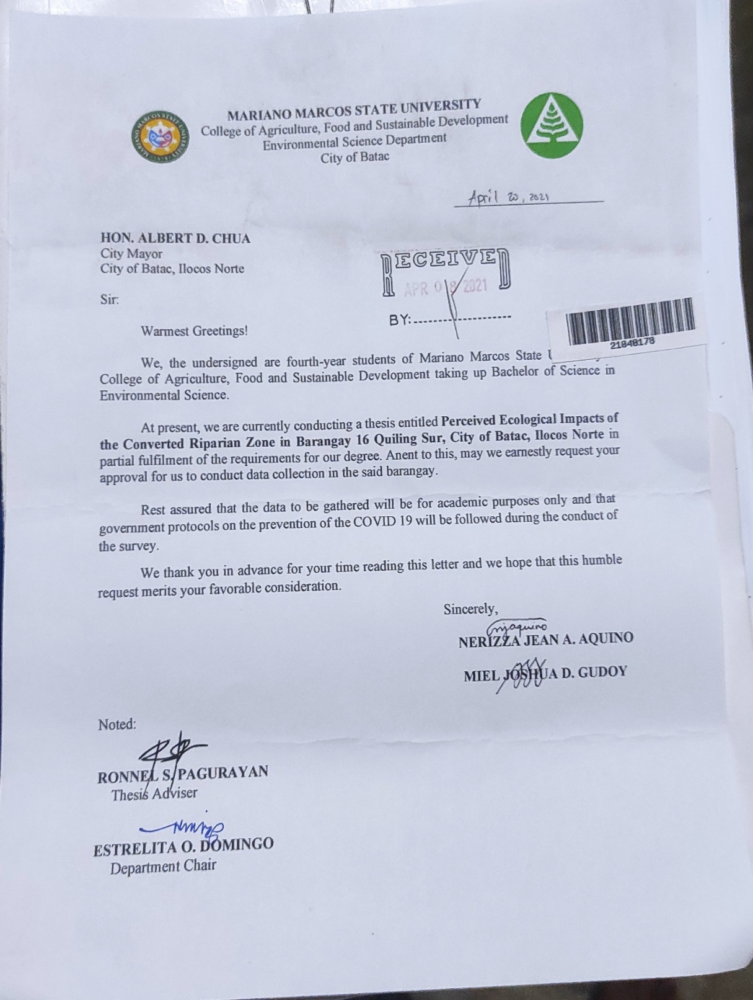 MARIANO MARCOS STATE UNIVERSITY
College of Agriculture, Food and Sustainable Development
Environmental Science Department
City of Batac
MARIANO MARCOS STATE UNIVERSITY
April 20, 2021
HON. ALBERT D. CHUA
City Mayor
City of Batac, Ilocos Norte
RECEIVED
APR 08 2021
BY:
Sir:
21848178
Warmest Greetings!
We, the undersigned are fourth-year students of Mariano Marcos State
College of Agriculture, Food and Sustainable Development taking up Bachelor of Science in
Environmental Science.
At present, we are currently conducting a thesis entitled Perceived Ecological Impacts of
the Converted Riparian Zone in Barangay 16 Quiling Sur, City of Batac, Ilocos Norte in
partial fulfilment of the requirements for our degree. Anent to this, may we earnestly request your
approval for us to conduct data collection in the said barangay.
Rest assured that the data to be gathered will be for academic purposes only and that
government protocols on the prevention of the COVID 19 will be followed during the conduct of
the survey.
We thank you in advance for your time reading this letter and we hope that this humble
request merits your favorable consideration.
Sincerely,
NERIZZA JEAN A. AQUINO
MIEL JOSHUA D. GUDOY
Noted:
RONNEL S. PAGURAYAN
Thesis Adviser
ESTRELITA O. DOMINGO
Department Chair